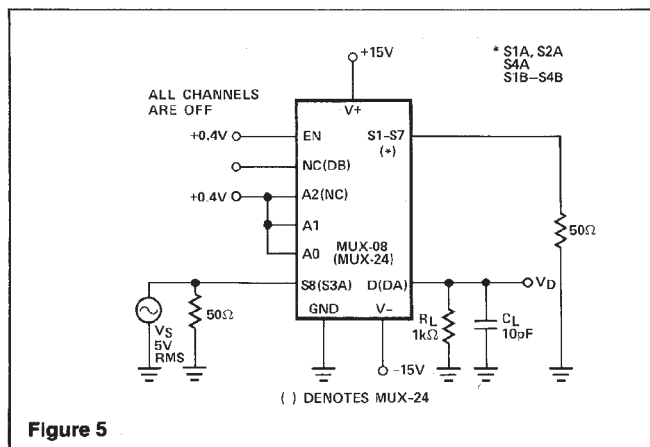 +15V
* S1A, S2A
S4A
S1B–S4B
ALL CHANNELS
ARE OFF
V+
+0.4V
EN
S1–S7
(*)
NC(DB)
+0.4V
A2(NC)
A1
50Ω
A0
MUX-08
(MUX-24)
S8(S3A)
D(DA)
VD
50Ω
GND
V–
RL
1kΩ
CL
10pF
VS
5V
RMS
–15V
( ) DENOTES MUX-24
Figure 5